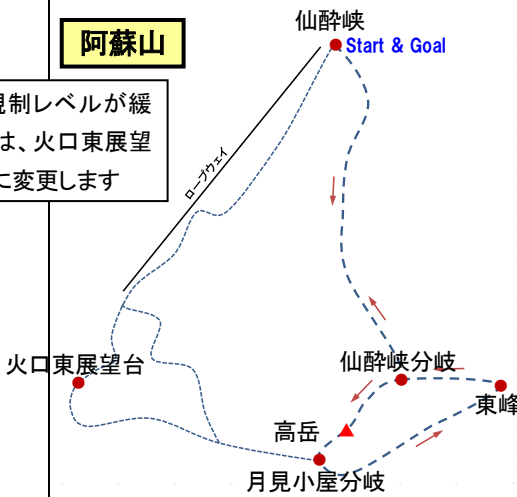 仙酔峡
阿蘇山
Start & Goal
規制レベルが緩
は、火口東展望
に変更します
ロープウェイ
火口東展望台
仙酔峡分岐
東峰
高岳
月見小屋分岐